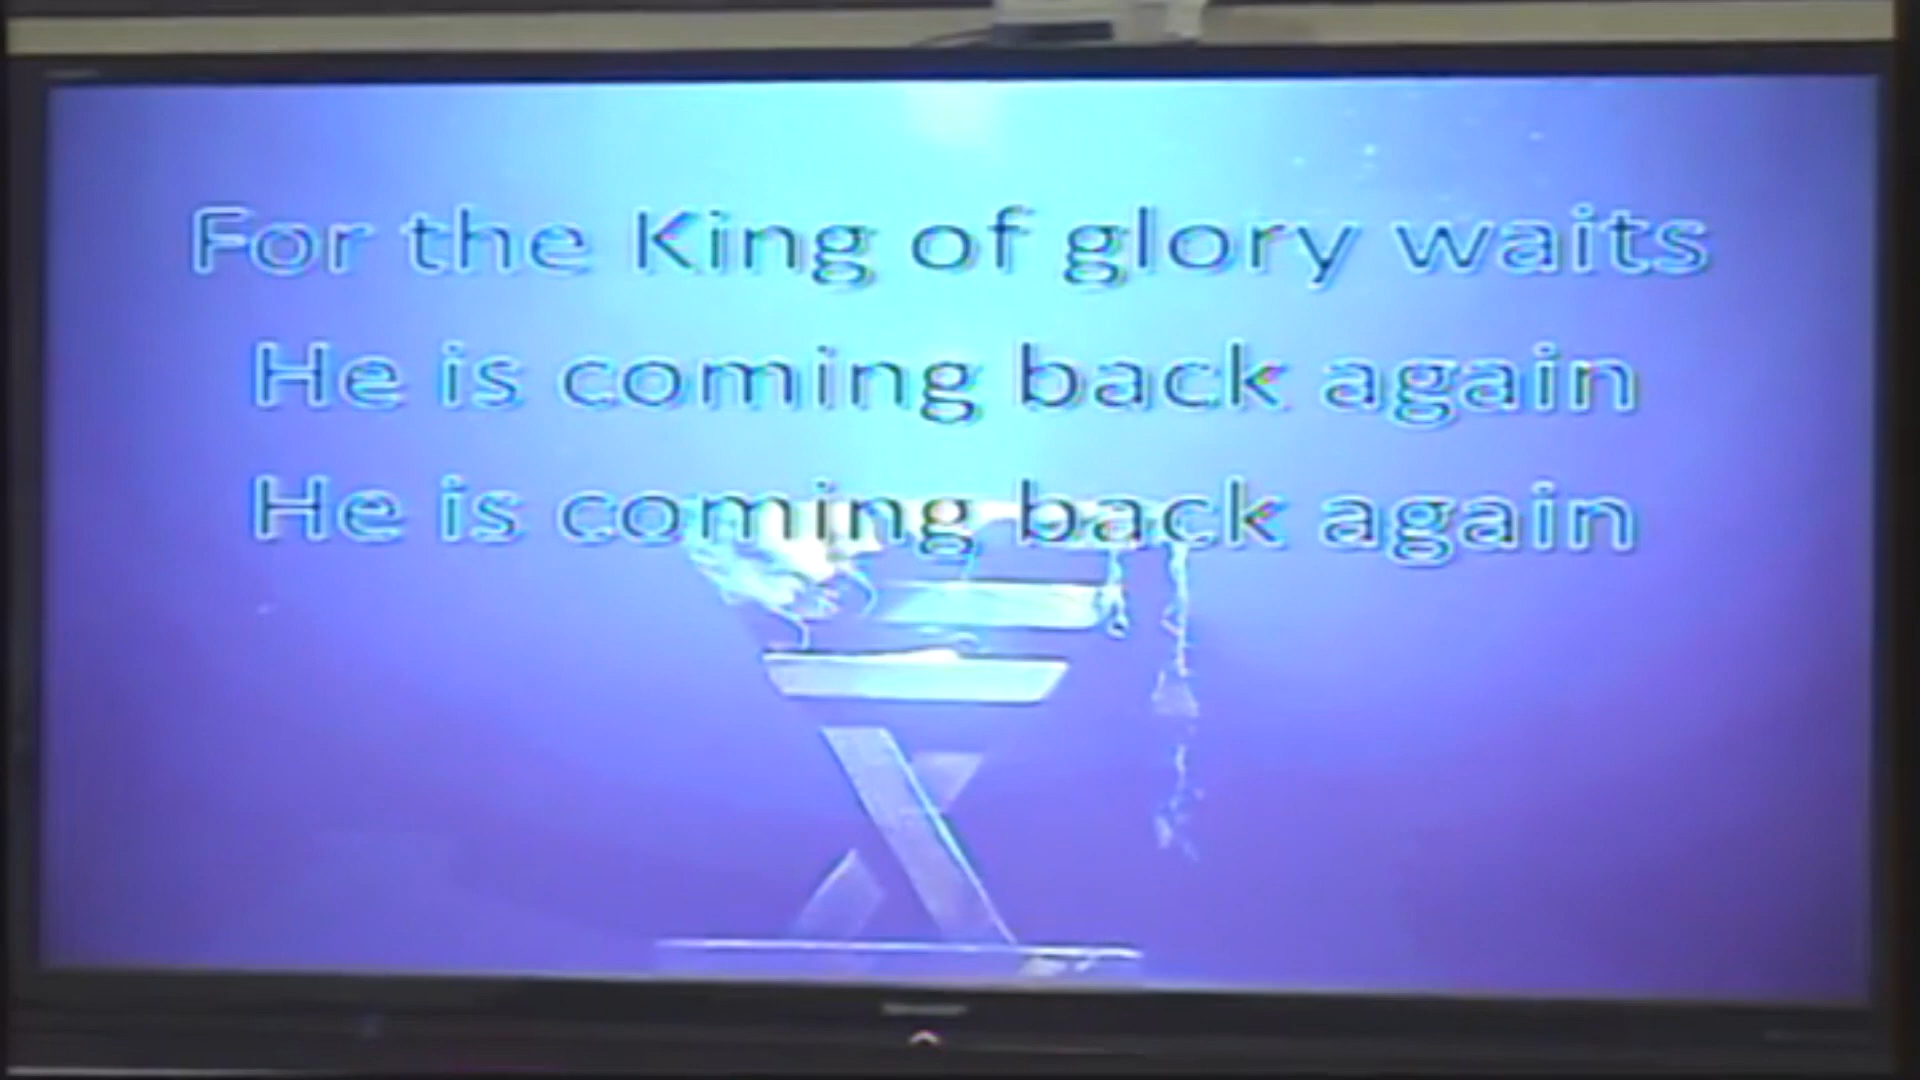 For the King of glory waits
He is coming back again
He is coming back again